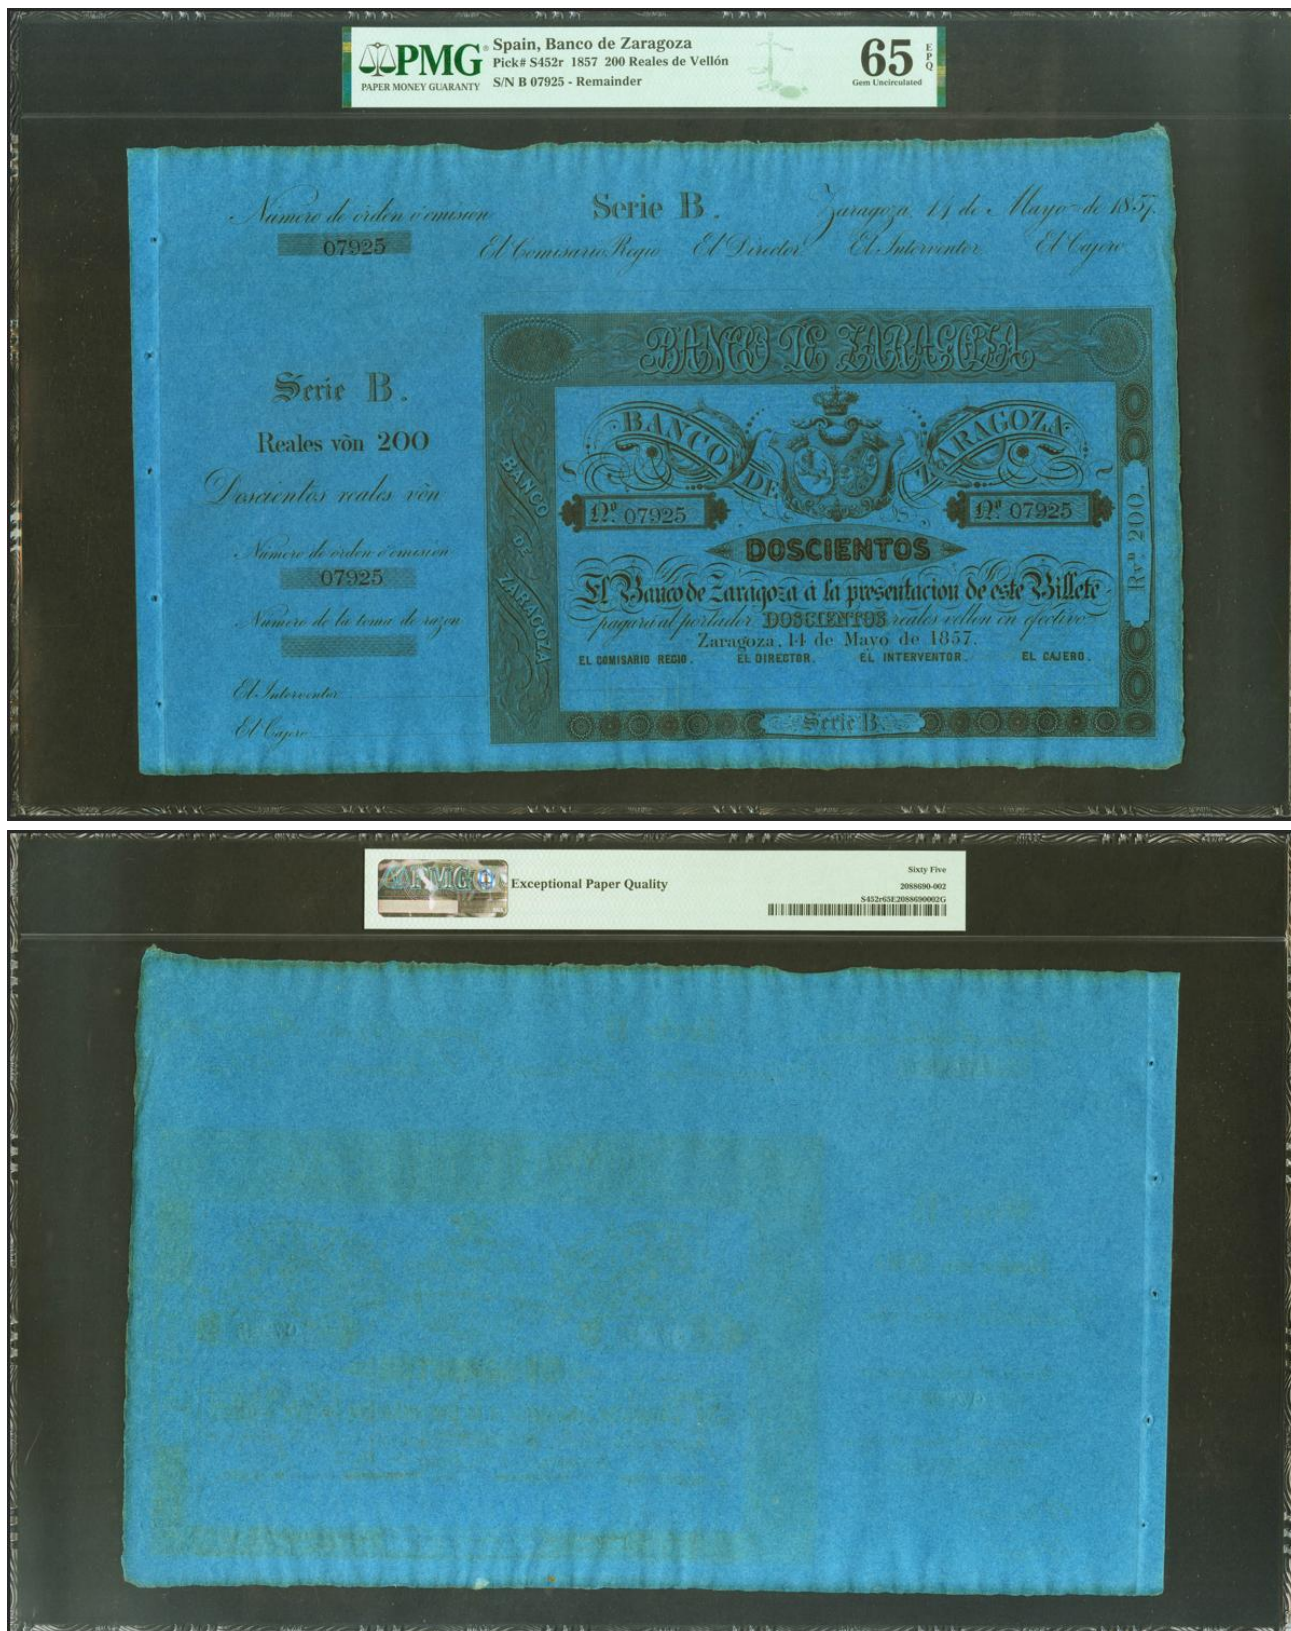 PMG
PAPER MONEY GUARANTY
Spain, Banco de Zaragoza
Pick# S452r 1857 200 Reales de Vellón
S/N B 07925 - Remainder
65 EPQ
Gem Uncirculated
Número de órden ó emision
07925
Serie B.
Zaragoza, 14 de Mayo de 1857.
El Comisario Regio El Director El Interventor El Cajero
Serie B.
Reales vòn 200
Doscientos reales vòn
Número de órden ó emision
07925
Número de la toma de razon
El Interventor
El Cajero
BANCO DE ZARAGOZA
BANCO DE ZARAGOZA
BANCO DE ZARAGOZA
Nº 07925
Nº 07925
DOSCIENTOS
El Banco de Zaragoza á la presentacion de este Billete
pagará al portador DOSCIENTOS reales vellon en efectivo
Zaragoza, 14 de Mayo de 1857.
EL COMISARIO REGIO. EL DIRECTOR. EL INTERVENTOR. EL CAJERO.
Serie B.
Rvⁿ 200.
PMG
Exceptional Paper Quality
Sixty Five
2088690-002
S452r65E2088690002G